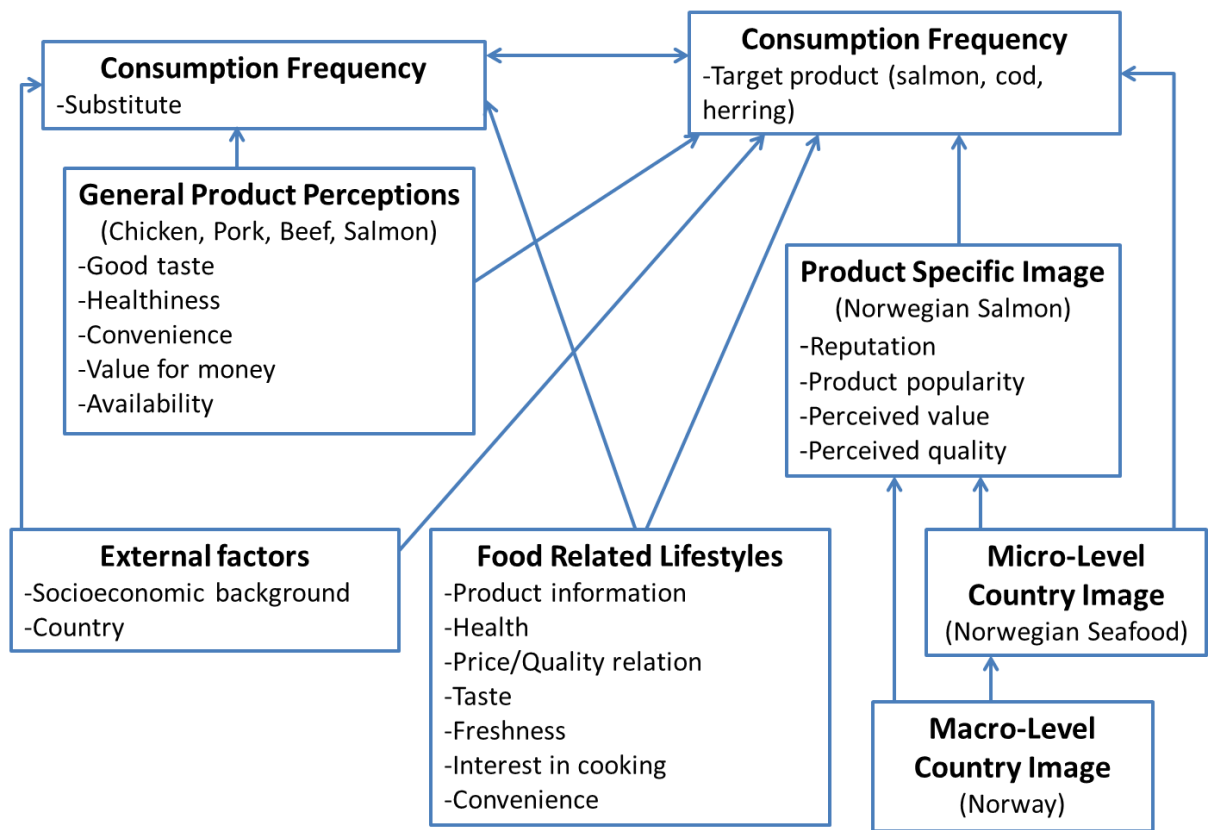 Consumption Frequency
-Substitute
Consumption Frequency
-Target product (salmon, cod,
herring)
General Product Perceptions
(Chicken, Pork, Beef, Salmon)
-Good taste
-Healthiness
-Convenience
-Value for money
-Availability
Product Specific Image
(Norwegian Salmon)
-Reputation
-Product popularity
-Perceived value
-Perceived quality
External factors
-Socioeconomic background
-Country
Food Related Lifestyles
-Product information
-Health
-Price/Quality relation
-Taste
-Freshness
-Interest in cooking
-Convenience
Micro-Level
Country Image
(Norwegian Seafood)
Macro-Level
Country Image
(Norway)